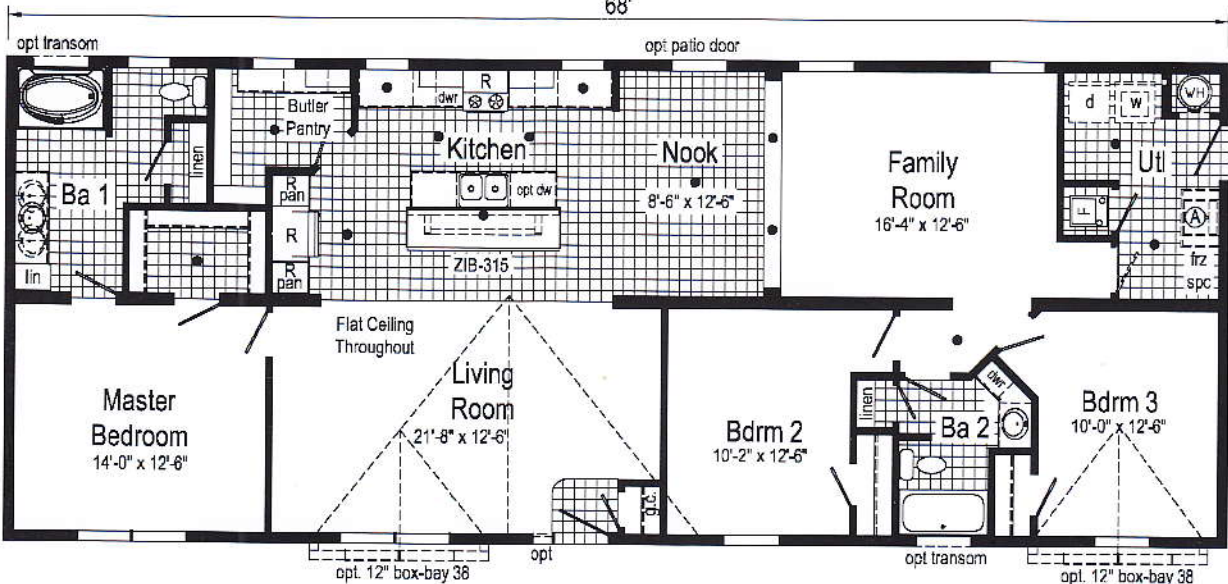 68'
opt transom
opt patio door
Butler
Pantry
dwr
R
Kitchen
Nook
8'-6" x 12'-6"
Family
Room
16'-4" x 12'-6"
d
w
WH
Utl
F
A
frz
spc
linen
Ba 1
lin
R
pan
R
R
pan
opt dw
ZIB-315
Flat Ceiling
Throughout
Master
Bedroom
14'-0" x 12'-6"
Living
Room
21'-8" x 12'-6"
Bdrm 2
10'-2" x 12'-6"
linen
dwr
Ba 2
Bdrm 3
10'-0" x 12'-6"
g.c.
opt
opt. 12" box-bay 38
opt transom
opt. 12" box-bay 38